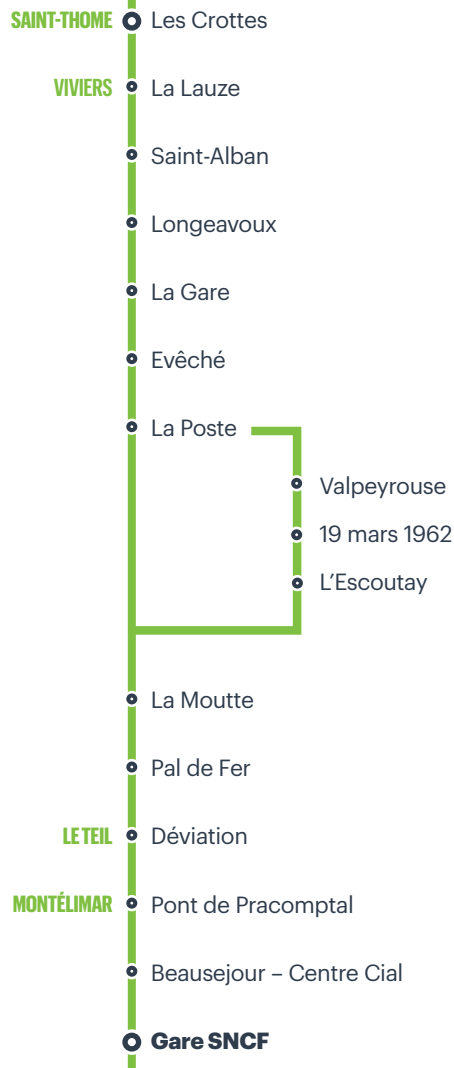 SAINT-THOME Les Crottes
VIVIERS La Lauze
Saint-Alban
Longeavoux
La Gare
Evêché
La Poste
Valpeyrouse
19 mars 1962
L'Escoutay
La Moutte
Pal de Fer
LE TEIL Déviation
MONTÉLIMAR Pont de Pracomptal
Beausejour – Centre Cial
Gare SNCF